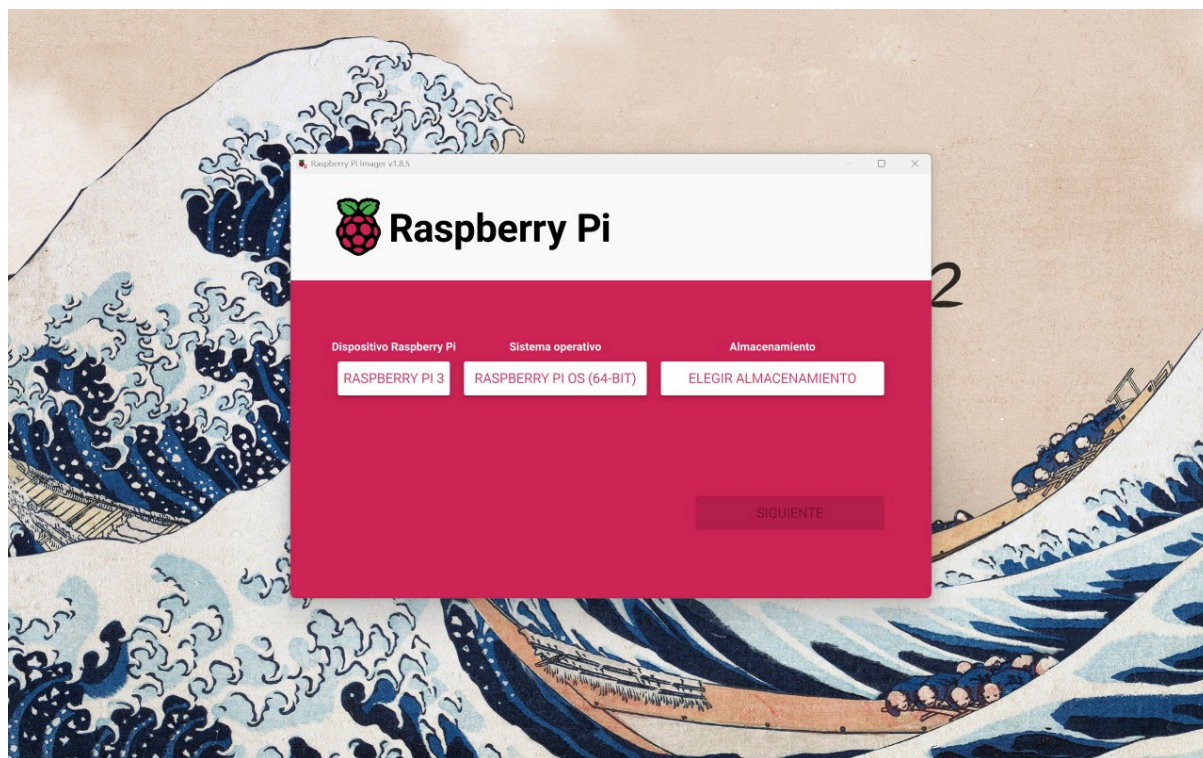 Raspberry Pi Imager v1.8.5
Raspberry Pi
2
Dispositivo Raspberry Pi Sistema operativo Almacenamiento
RASPBERRY PI 3 RASPBERRY PI OS (64-BIT) ELEGIR ALMACENAMIENTO
SIGUIENTE